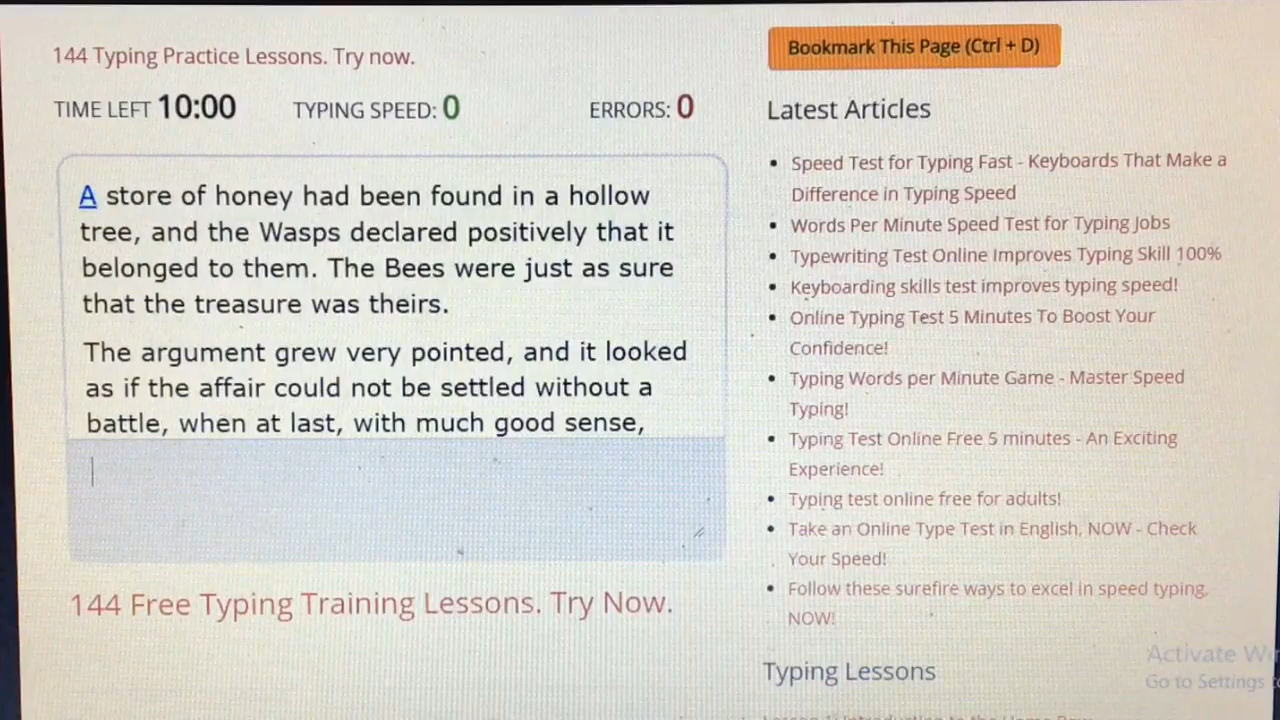 144 Typing Practice Lessons. Try now.
TIME LEFT 10:00 TYPING SPEED: 0 ERRORS: 0
A store of honey had been found in a hollow
tree, and the Wasps declared positively that it
belonged to them. The Bees were just as sure
that the treasure was theirs.
The argument grew very pointed, and it looked
as if the affair could not be settled without a
battle, when at last, with much good sense,
144 Free Typing Training Lessons. Try Now.
Bookmark This Page (Ctrl + D)
Latest Articles
Speed Test for Typing Fast - Keyboards That Make a
Difference in Typing Speed
Words Per Minute Speed Test for Typing Jobs
Typewriting Test Online Improves Typing Skill 100%
Keyboarding skills test improves typing speed!
Online Typing Test 5 Minutes To Boost Your
Confidence!
Typing Words per Minute Game - Master Speed
Typing!
Typing Test Online Free 5 minutes - An Exciting
Experience!
Typing test online free for adults!
Take an Online Type Test in English, NOW - Check
Your Speed!
Follow these surefire ways to excel in speed typing,
NOW!
Typing Lessons
Activate
Go to Settings